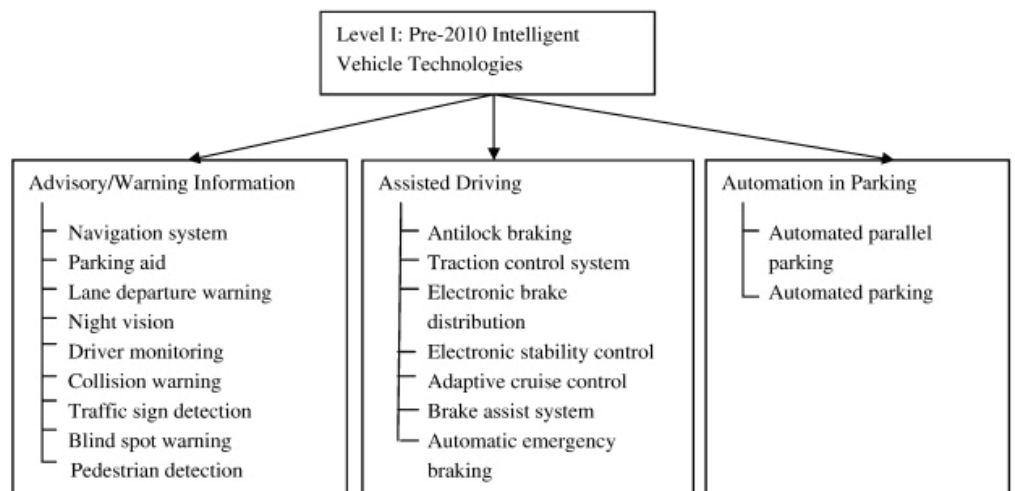 Level I: Pre-2010 Intelligent
Vehicle Technologies
Advisory/Warning Information
Navigation system
Parking aid
Lane departure warning
Night vision
Driver monitoring
Collision warning
Traffic sign detection
Blind spot warning
Pedestrian detection
Assisted Driving
Antilock braking
Traction control system
Electronic brake
distribution
Electronic stability control
Adaptive cruise control
Brake assist system
Automatic emergency
braking
Automation in Parking
Automated parallel
parking
Automated parking